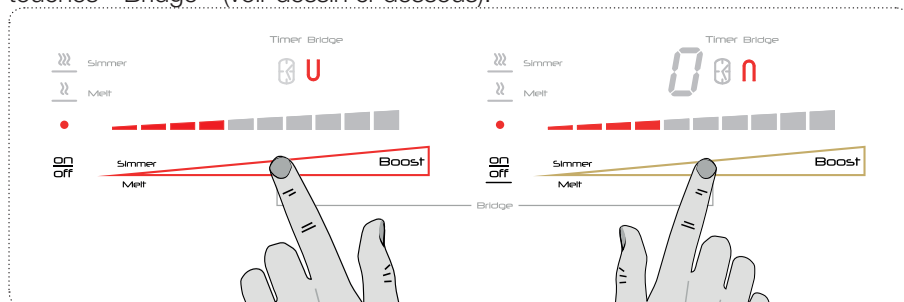 touches "Bridge" (voir dessin ci-dessous).
Timer Bridge
Simmer
U
Melt
on
off
Simmer
Boost
Melt
Timer Bridge
Simmer
0
Melt
on
off
Simmer
Boost
Melt
Bridge